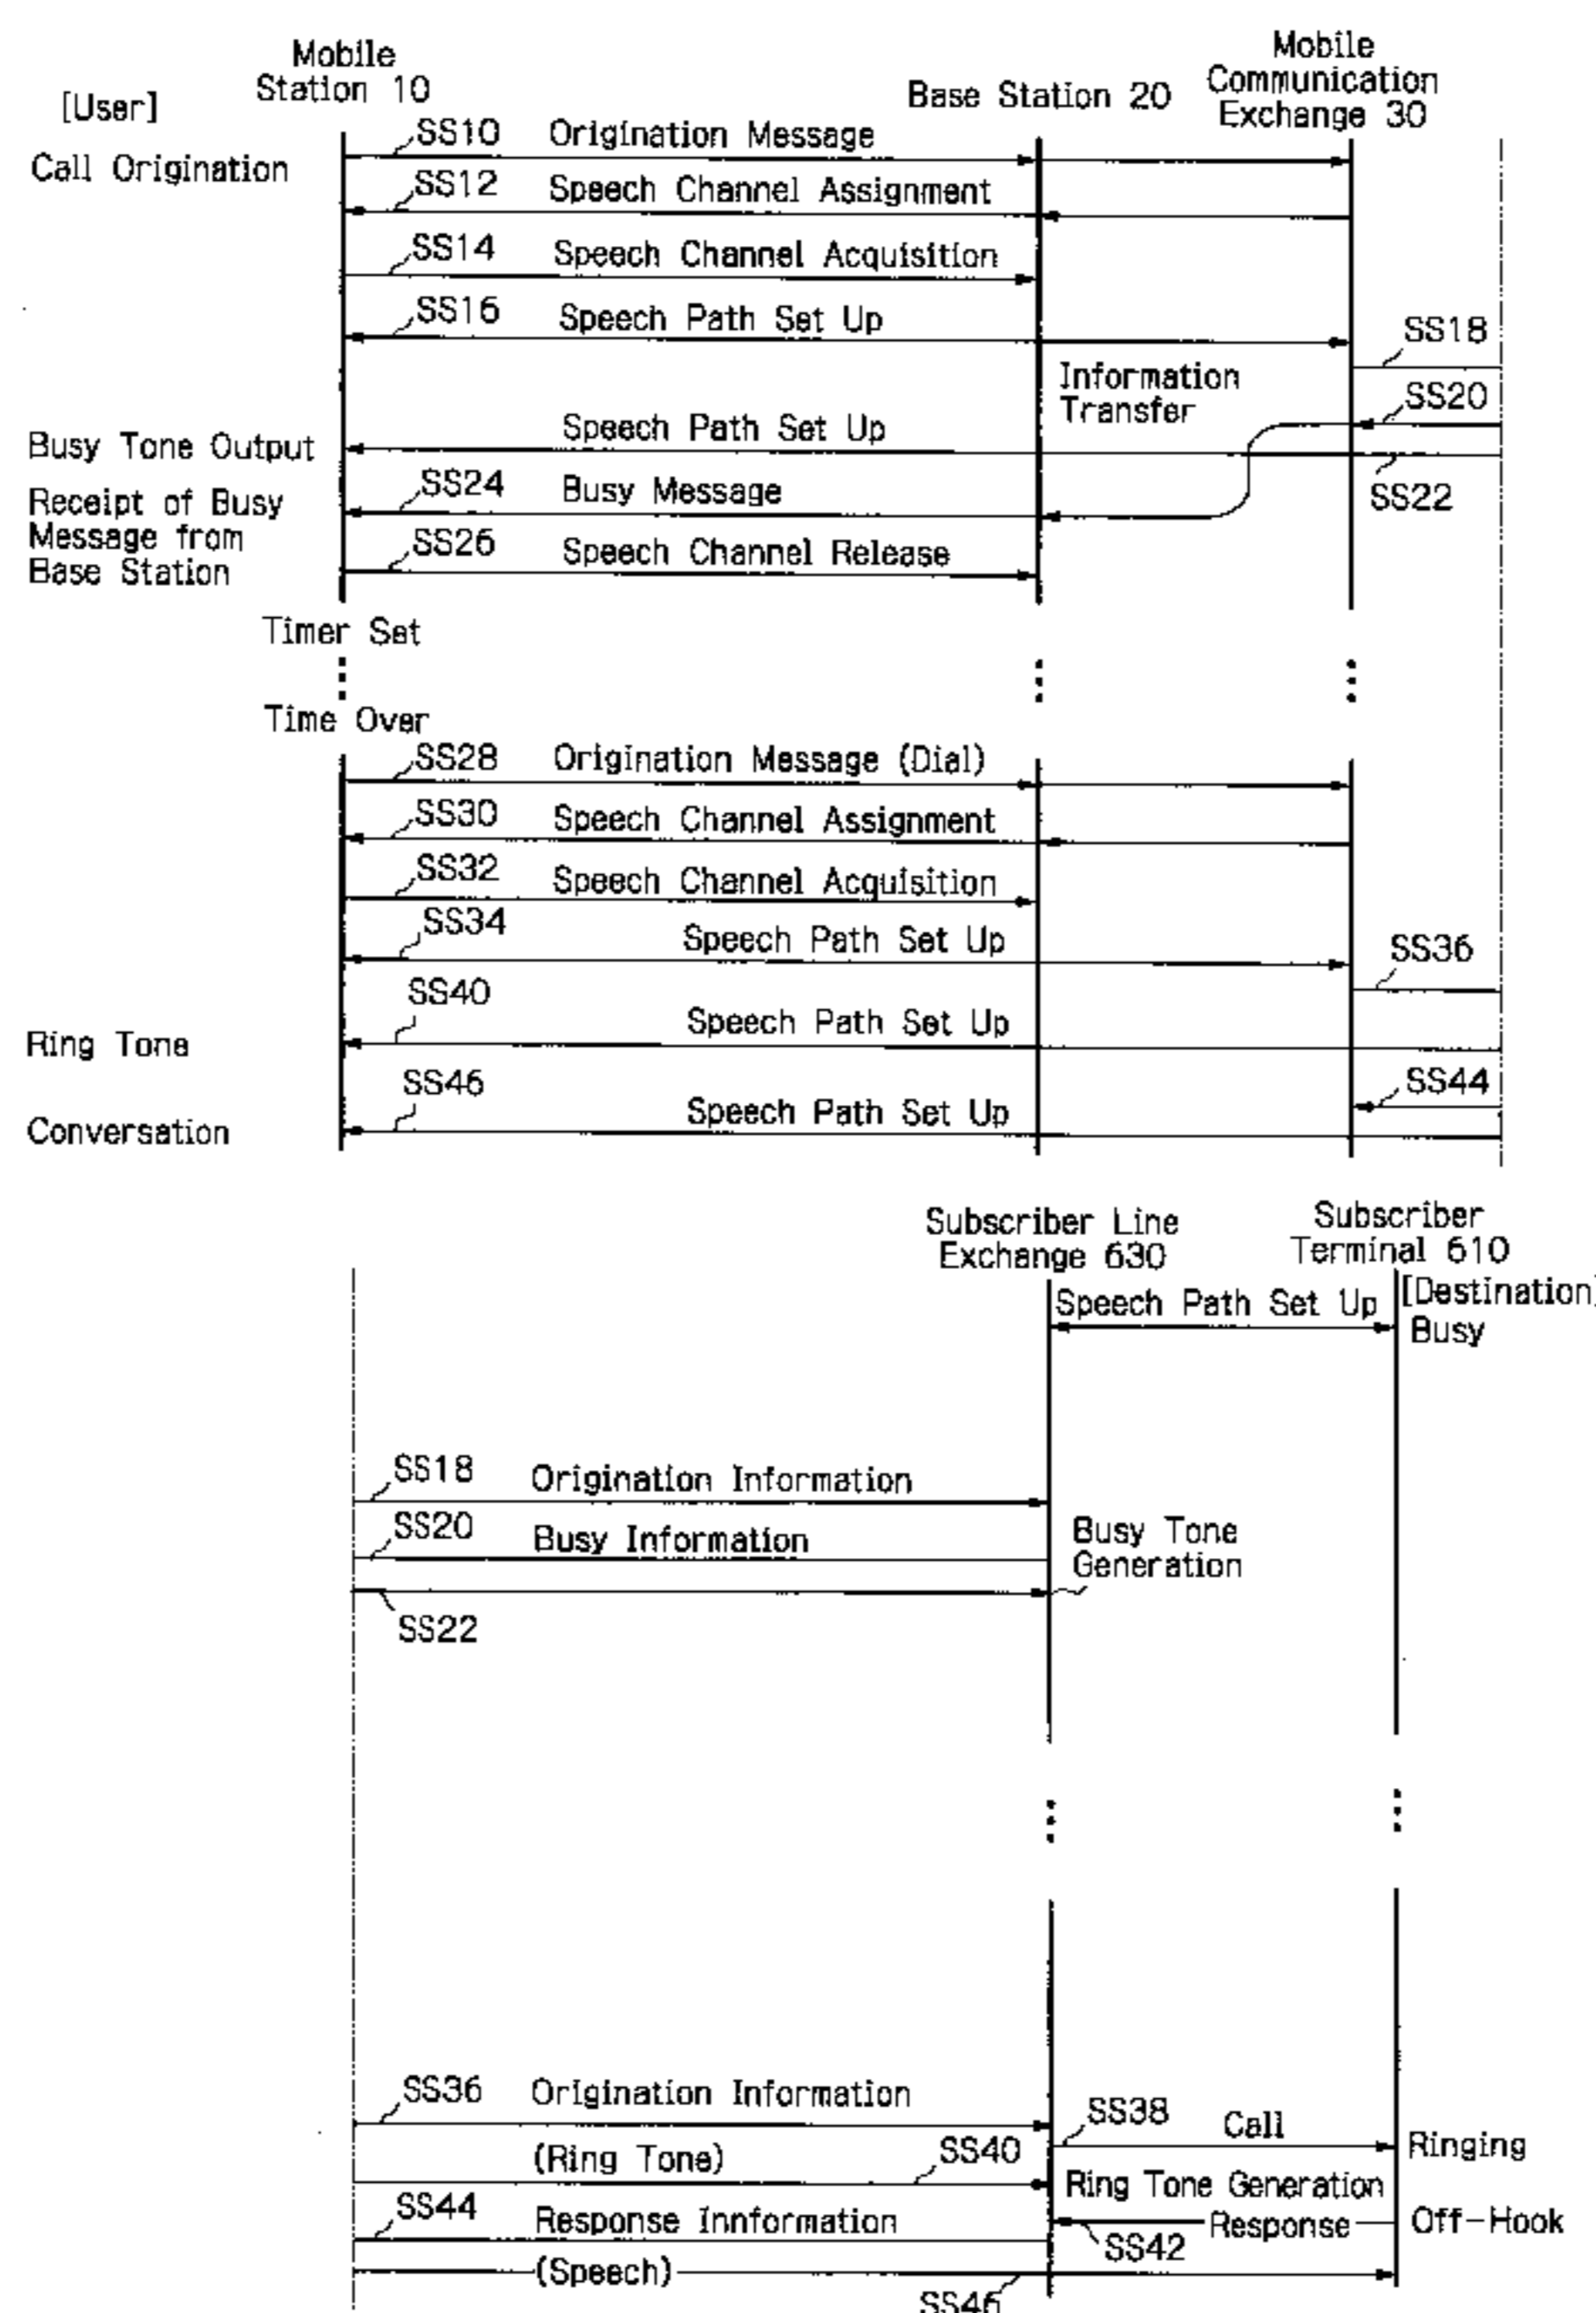 Mobile
Station 10
Base Station 20
Mobile
Communication
Exchange 30
[User]
Call Origination
SS10
Origination Message
SS12
Speech Channel Assignment
SS14
Speech Channel Acquisition
SS16
Speech Path Set Up
SS18
Information
Transfer
SS20
Busy Tone Output
Speech Path Set Up
SS22
Receipt of Busy
Message from
Base Station
SS24
Busy Message
SS26
Speech Channel Release
Timer Set
Time Over
SS28
Origination Message (Dial)
SS30
Speech Channel Assignment
SS32
Speech Channel Acquisition
SS34
Speech Path Set Up
SS36
SS40
Ring Tone
Speech Path Set Up
SS44
SS46
Conversation
Speech Path Set Up
Subscriber Line
Exchange 630
Subscriber
Terminal 610
Speech Path Set Up
[Destination]
Busy
SS18
Origination Information
SS20
Busy Information
Busy Tone
Generation
SS22
SS36
Origination Information
SS38
Call
Ringing
(Ring Tone)
SS40
Ring Tone Generation
SS44
Response Innformation
Response
Off-Hook
SS42
(Speech)
SS46